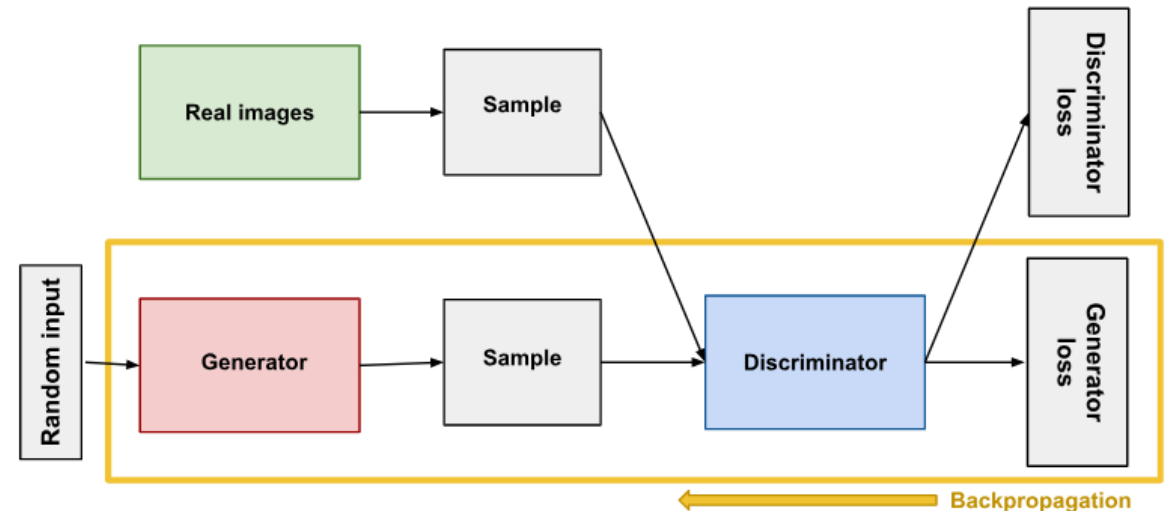 Real images
Sample
Discriminator
loss
Random input
Generator
Sample
Discriminator
Generator
loss
Backpropagation